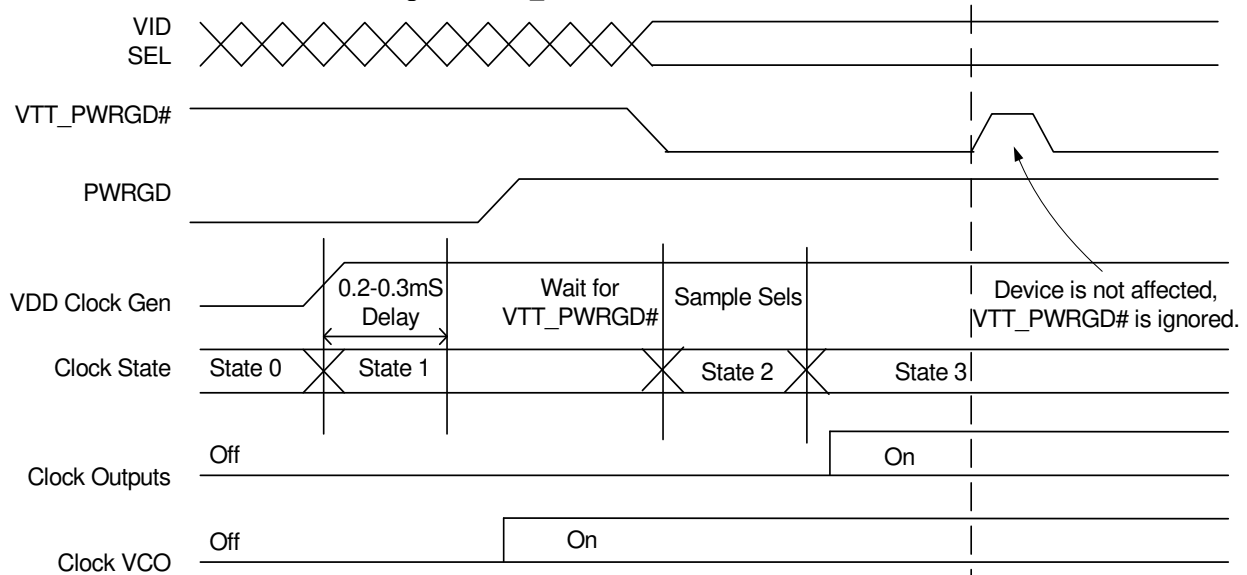 VID
SEL
VTT_PWRGD#
PWRGD
VDD Clock Gen
0.2-0.3mS
Delay
Wait for
VTT_PWRGD#
Sample Sels
Device is not affected,
VTT_PWRGD# is ignored.
Clock State
State 0
State 1
State 2
State 3
Clock Outputs
Off
On
Clock VCO
Off
On